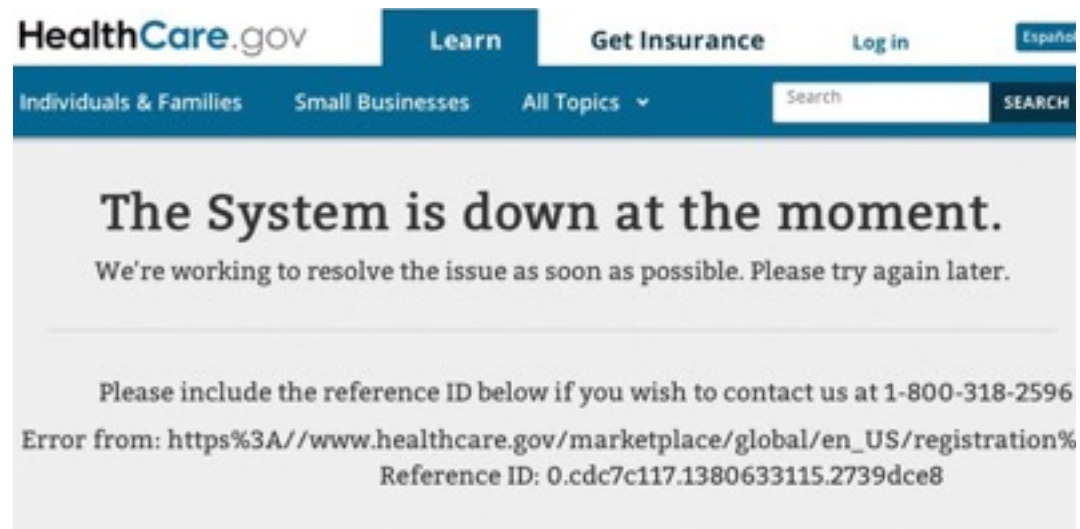 HealthCare.gov Learn Get Insurance Log in Español
Individuals & Families Small Businesses All Topics Search SEARCH
The System is down at the moment.
We're working to resolve the issue as soon as possible. Please try again later.
Please include the reference ID below if you wish to contact us at 1-800-318-2596
Error from: https%3A//www.healthcare.gov/marketplace/global/en_US/registration%
Reference ID: 0.cdc7c117.1380633115.2739dce8